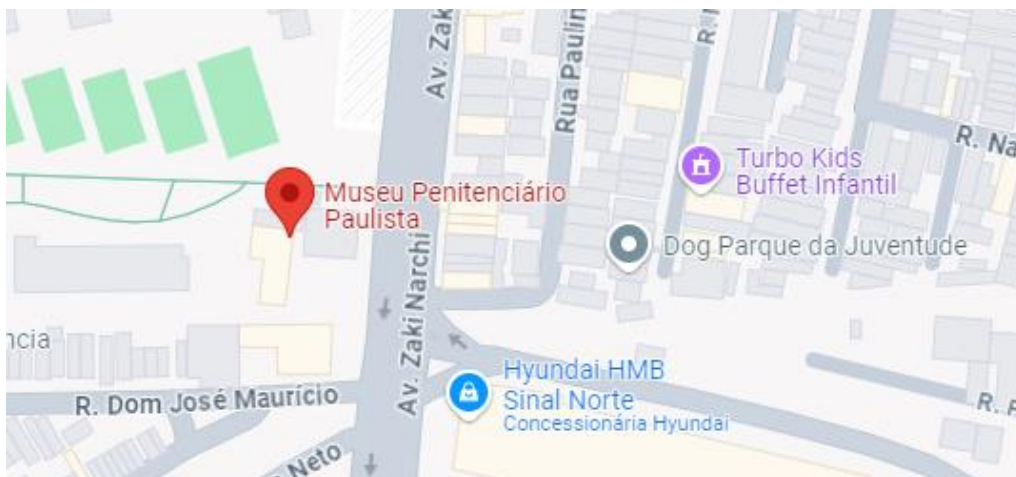 Av. Zak
Rua Paulin
R.
R. Na
Turbo Kids
Buffet Infantil
Museu Penitenciário
Paulista
Dog Parque da Juventude
Av. Zaki Narchi
ncia
Hyundai HMB
Sinal Norte
Concessionária Hyundai
R. Dom José Maurício
R.
Neto